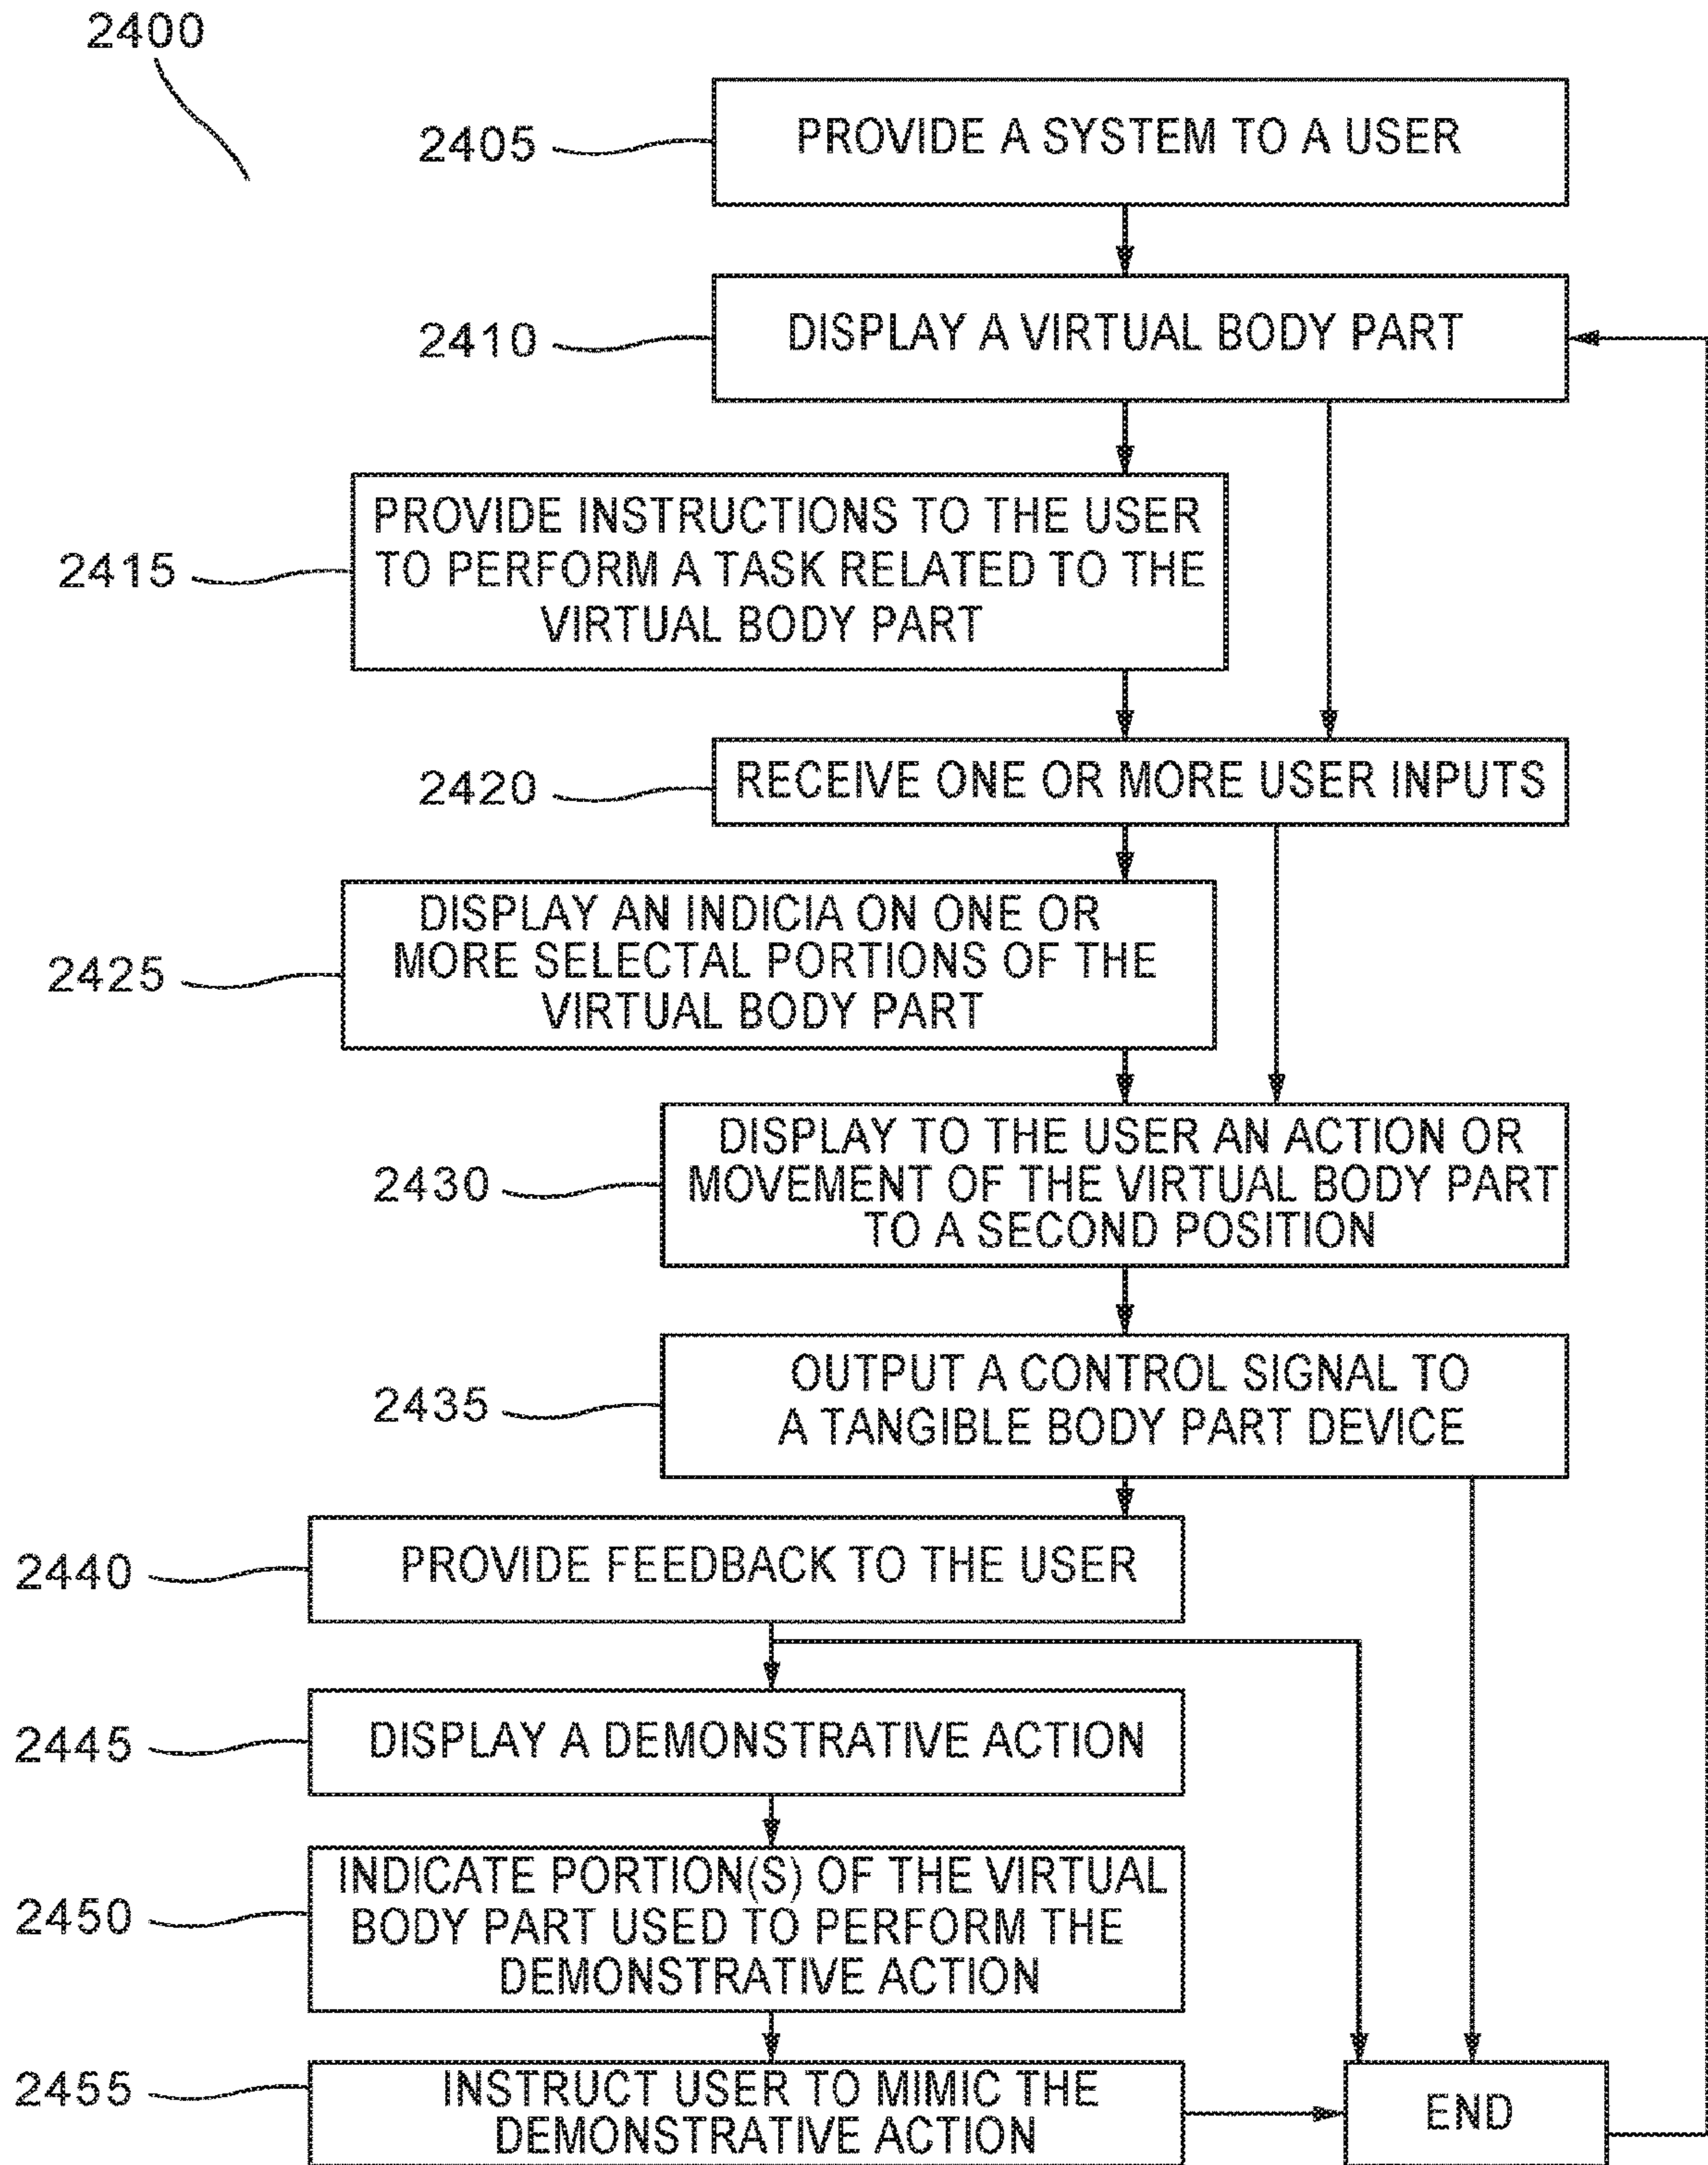 2400
2405
PROVIDE A SYSTEM TO A USER
2410
DISPLAY A VIRTUAL BODY PART
2415
PROVIDE INSTRUCTIONS TO THE USER
TO PERFORM A TASK RELATED TO THE
VIRTUAL BODY PART
2420
RECEIVE ONE OR MORE USER INPUTS
2425
DISPLAY AN INDICIA ON ONE OR
MORE SELECTAL PORTIONS OF THE
VIRTUAL BODY PART
2430
DISPLAY TO THE USER AN ACTION OR
MOVEMENT OF THE VIRTUAL BODY PART
TO A SECOND POSITION
2435
OUTPUT A CONTROL SIGNAL TO
A TANGIBLE BODY PART DEVICE
2440
PROVIDE FEEDBACK TO THE USER
2445
DISPLAY A DEMONSTRATIVE ACTION
2450
INDICATE PORTION(S) OF THE VIRTUAL
BODY PART USED TO PERFORM THE
DEMONSTRATIVE ACTION
2455
INSTRUCT USER TO MIMIC THE
DEMONSTRATIVE ACTION
END